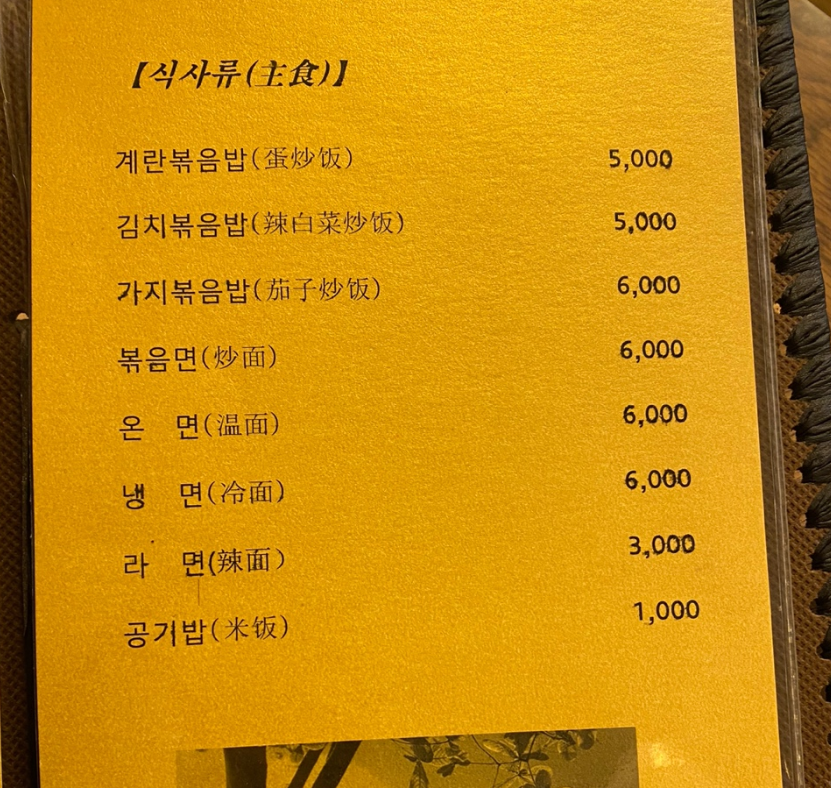 【식사류(主食)】
계란볶음밥(蛋炒饭) 5,000
김치볶음밥(辣白菜炒饭) 5,000
가지볶음밥(茄子炒饭) 6,000
볶음면(炒面) 6,000
온 면(温面) 6,000
냉 면(冷面) 6,000
라 면(辣面) 3,000
공기밥(米饭) 1,000